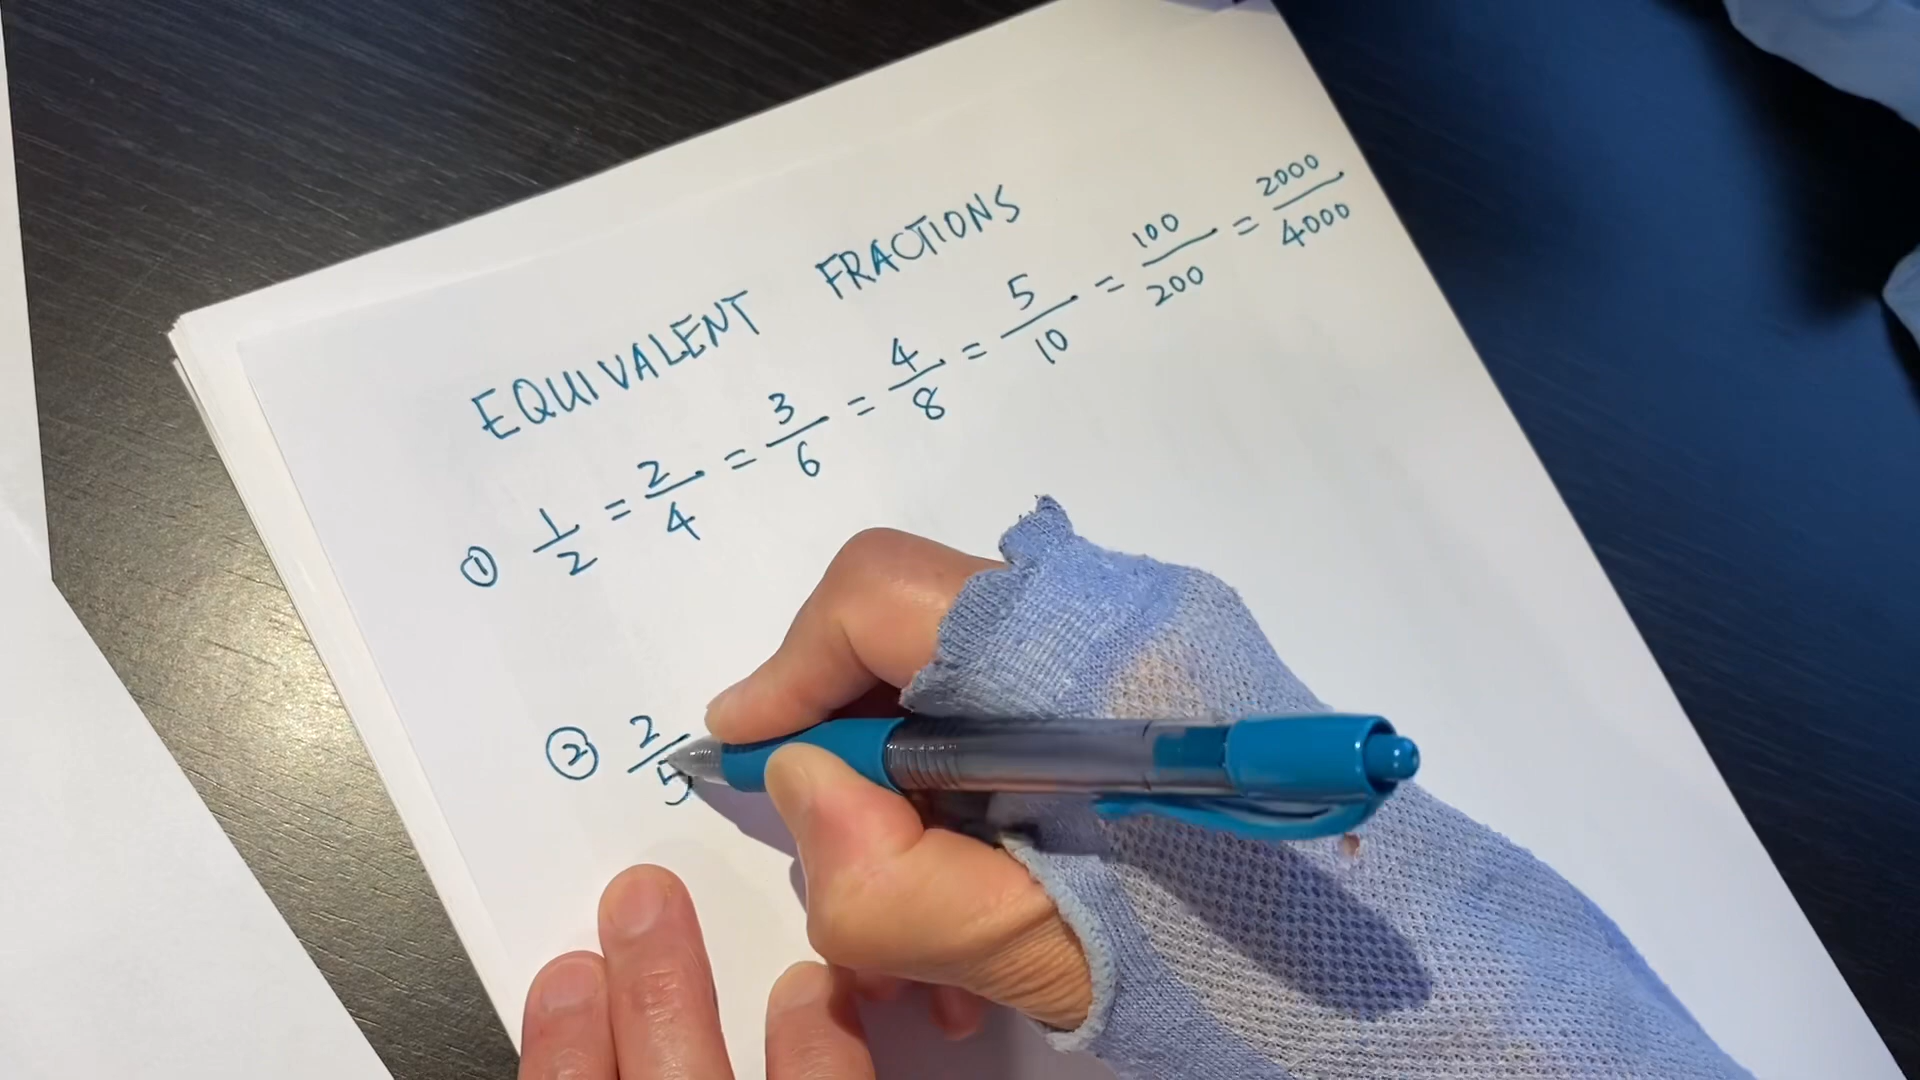 EQUIVALENT FRACTIONS
① 1/2 = 2/4 = 3/6 = 4/8 = 5/10 = 100/200 = 2000/4000
② 2/5